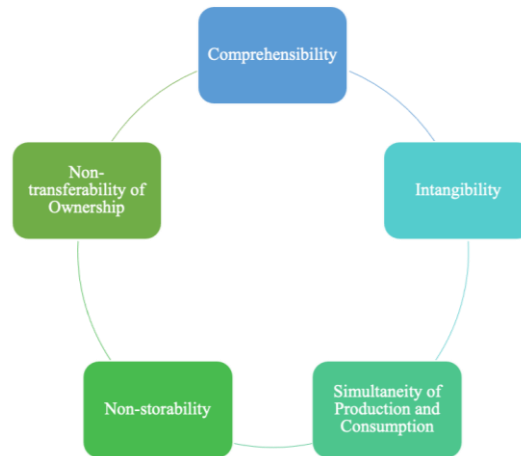 Comprehensibility
Intangibility
Simultaneity of
Production and
Consumption
Non-storability
Non-
transferability of
Ownership